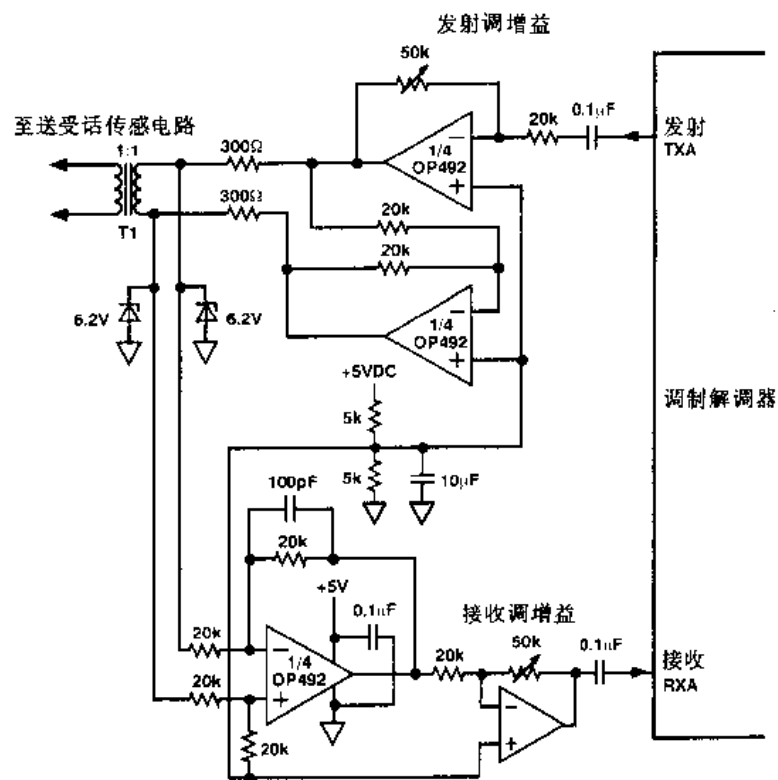 发射调增益
50k
至送受话传感电路
1:1
T1
300Ω
300Ω
1/4
OP492
−
+
20k
0.1μF
发射
TXA
20k
20k
6.2V
6.2V
1/4
OP492
−
+
+5VDC
5k
5k
10μF
调制解调器
100pF
20k
+5V
0.1μF
20k
20k
−
+
1/4
OP492
20k
接收调增益
20k
50k
0.1μF
−
+
接收
RXA